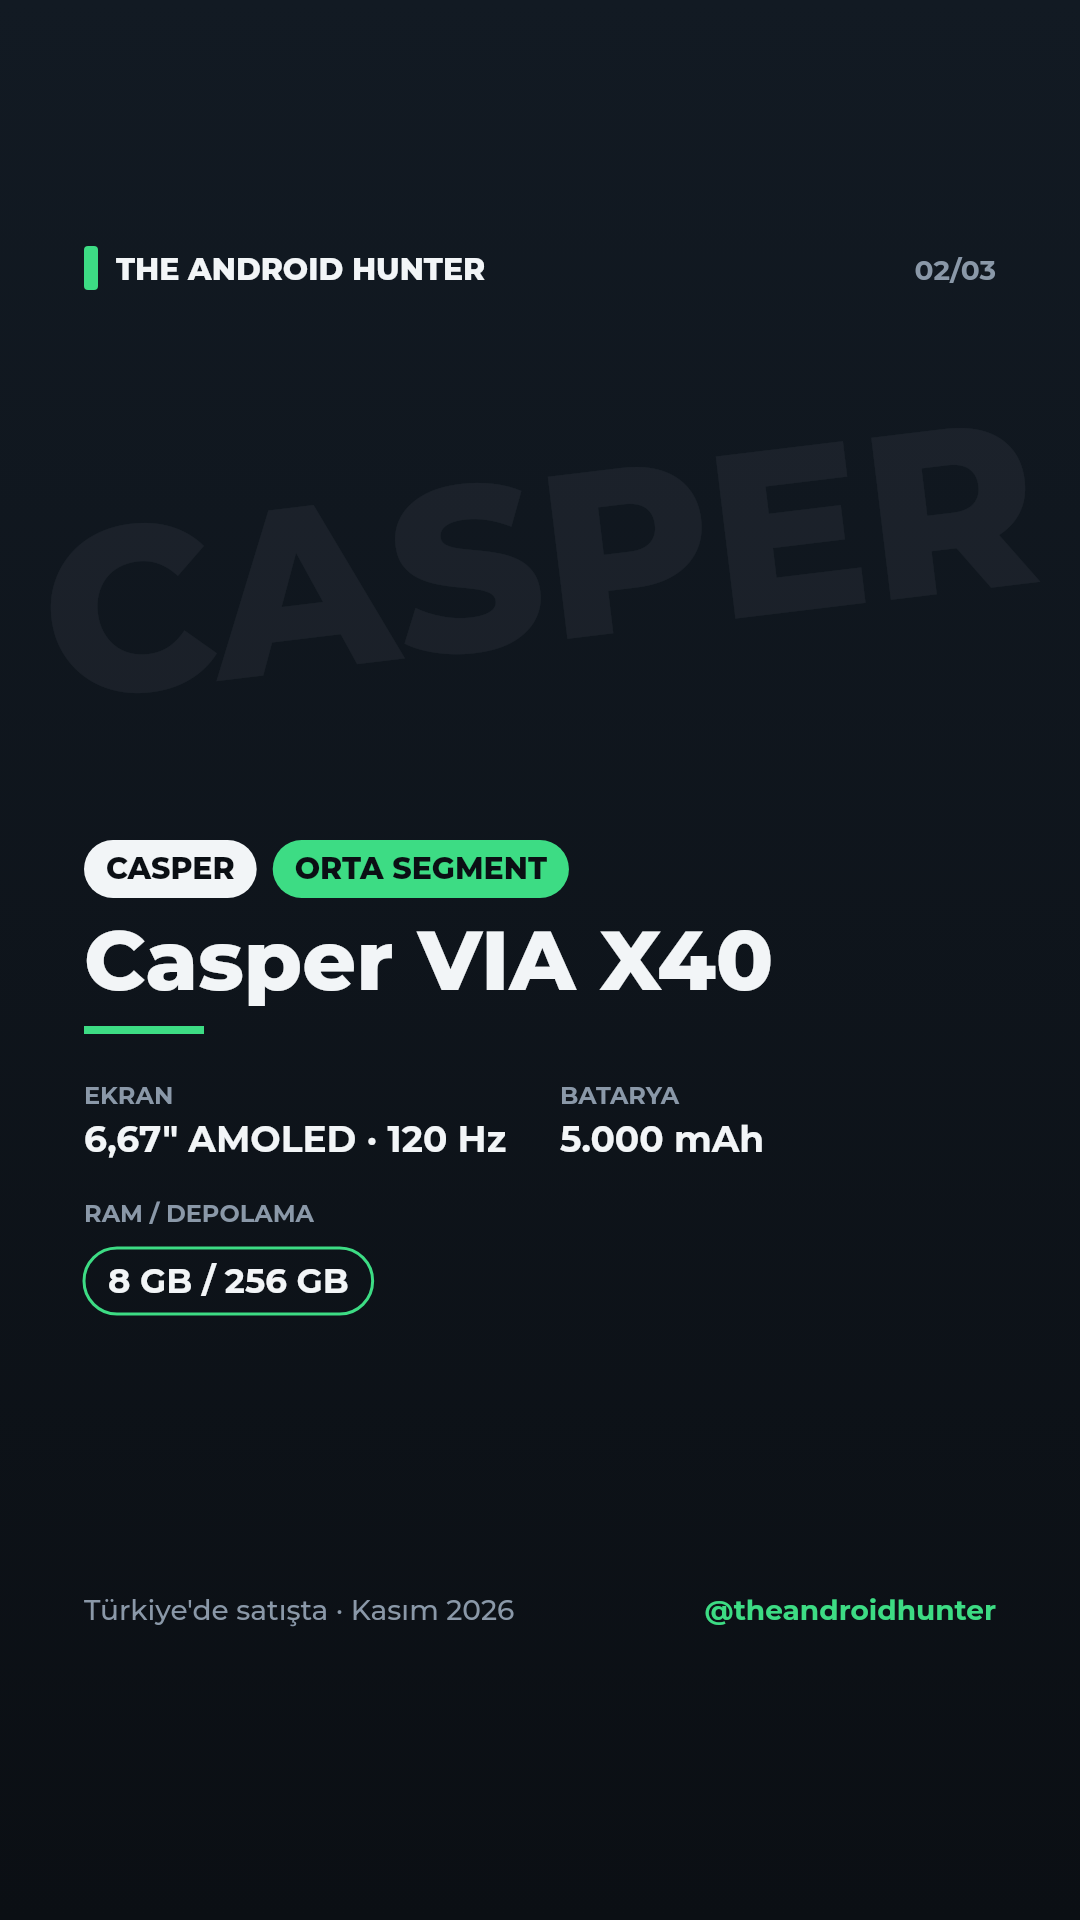 THE ANDROID HUNTER
02/03
CASPER
CASPER
ORTA SEGMENT
Casper VIA X40
EKRAN
BATARYA
6,67" AMOLED · 120 Hz
5.000 mAh
RAM / DEPOLAMA
8 GB / 256 GB
Türkiye'de satışta · Kasım 2026
@theandroidhunter